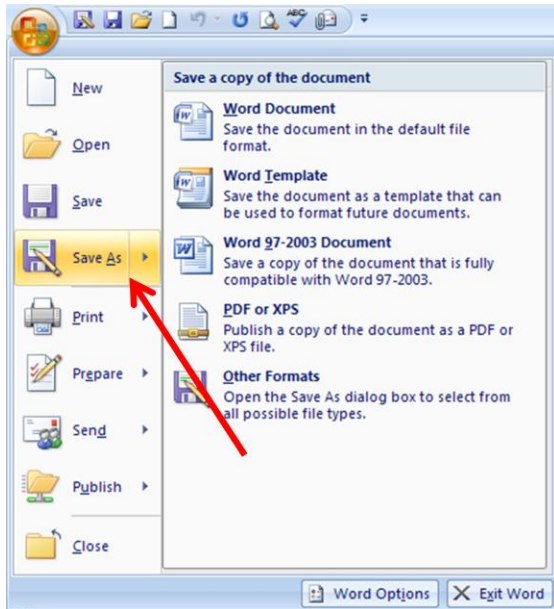 ABC
New
Open
Save
Save As
Print
Prepare
Send
Publish
Close
Save a copy of the document
Word Document
Save the document in the default file
format.
Word Template
Save the document as a template that can
be used to format future documents.
Word 97-2003 Document
Save a copy of the document that is fully
compatible with Word 97-2003.
PDF or XPS
Publish a copy of the document as a PDF or
XPS file.
Other Formats
Open the Save As dialog box to select from
all possible file types.
Word Options
Exit Word